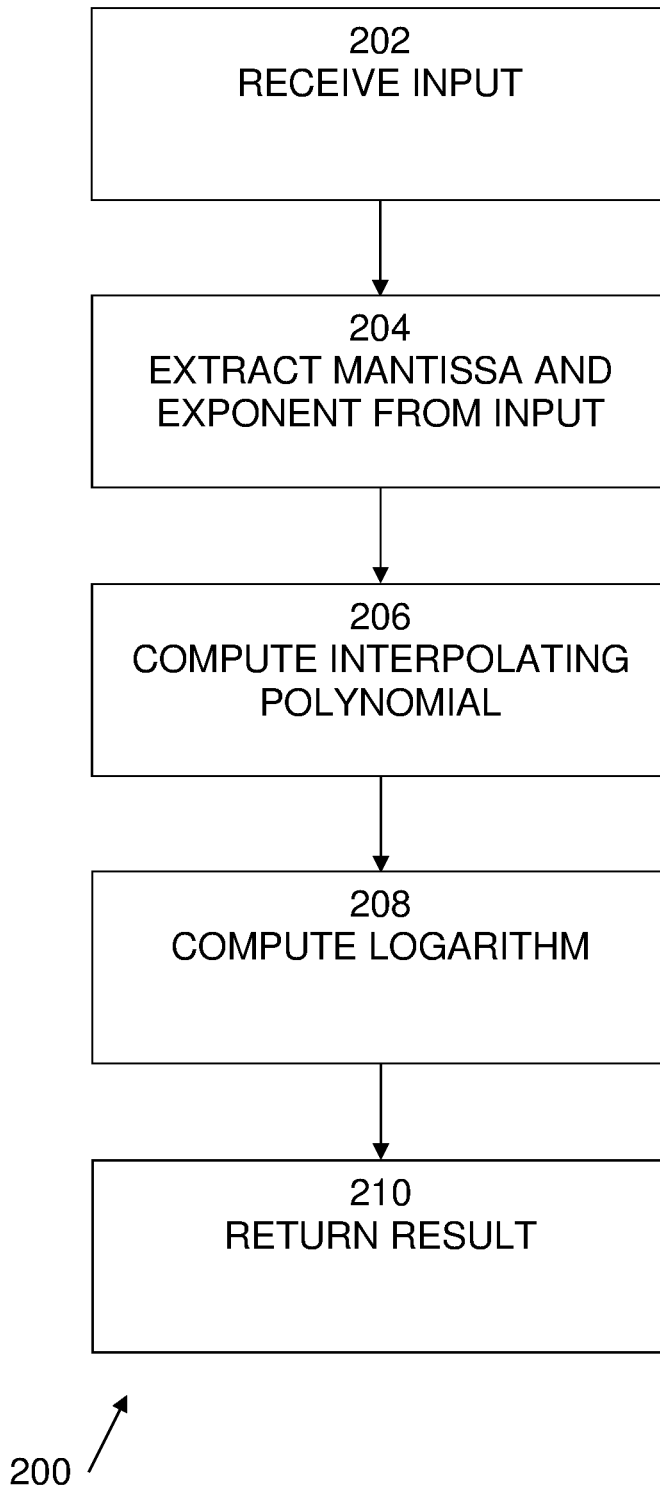 202
RECEIVE INPUT
204
EXTRACT MANTISSA AND
EXPONENT FROM INPUT
206
COMPUTE INTERPOLATING
POLYNOMIAL
208
COMPUTE LOGARITHM
210
RETURN RESULT
200